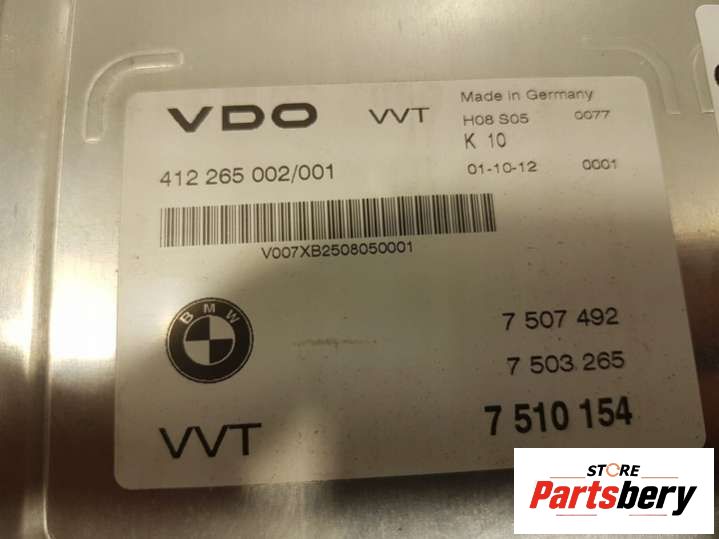 VDO VVT Made in Germany
H08 S05 0077
K 10
412 265 002/001 01-10-12 0001
V007XB2508050001
BMW
7 507 492
7 503 265
VVT 7 510 154
STORE
Partsbery